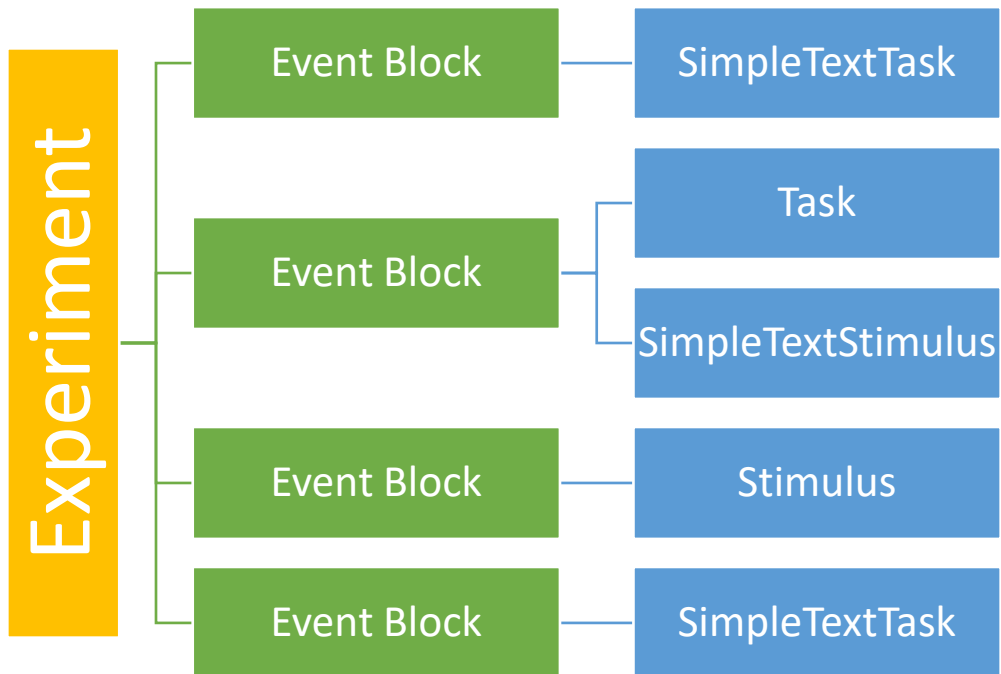 Experiment
Event Block
SimpleTextTask
Event Block
Task
SimpleTextStimulus
Event Block
Stimulus
Event Block
SimpleTextTask